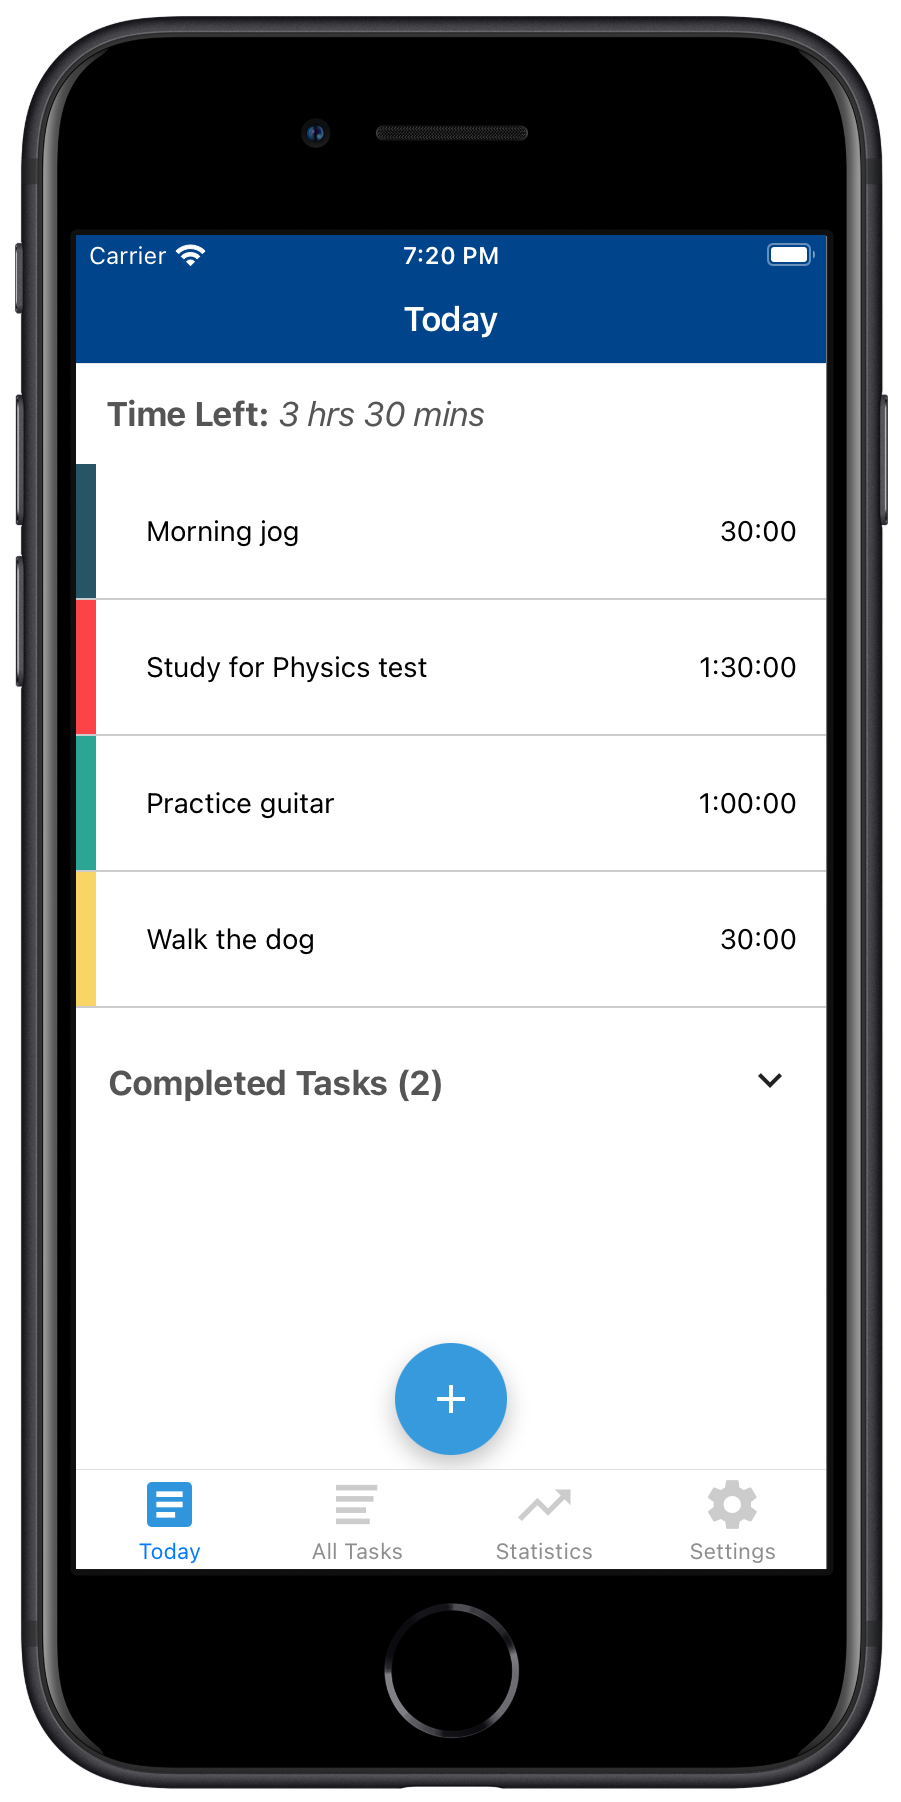 Carrier 7:20 PM
Today
Time Left: 3 hrs 30 mins
Morning jog 30:00
Study for Physics test 1:30:00
Practice guitar 1:00:00
Walk the dog 30:00
Completed Tasks (2)
+
Today All Tasks Statistics Settings